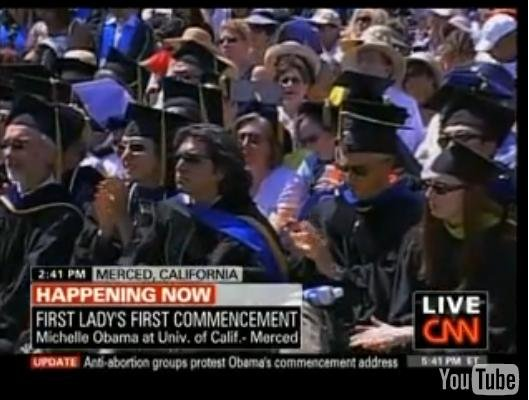 2:41 PM MERCED, CALIFORNIA
HAPPENING NOW
FIRST LADY'S FIRST COMMENCEMENT
Michelle Obama at Univ. of Calif.- Merced
LIVE
CNN
UPDATE Anti-abortion groups protest Obama's commencement address 5:41 PM ET
YouTube